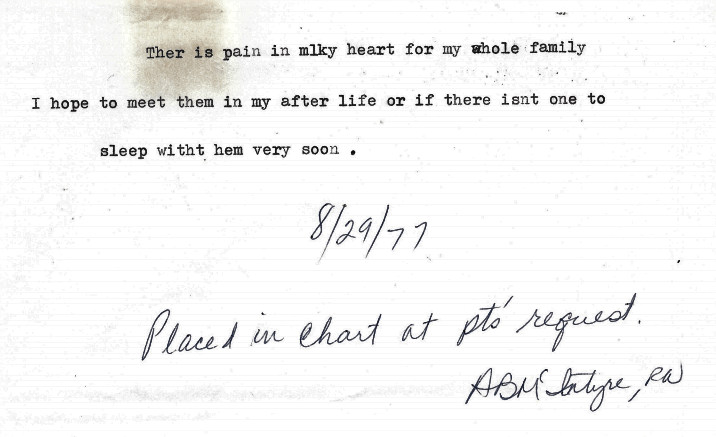 Ther is pain in mlky heart for my whole family
I hope to meet them in my after life or if there isnt one to
sleep witht hem very soon .
8/29/77
Placed in chart at pts' request.
ABMcIntyre, RN